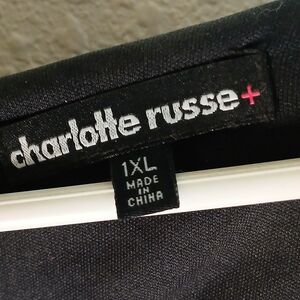 charlotte russe+
1XL
MADE
IN
CHINA